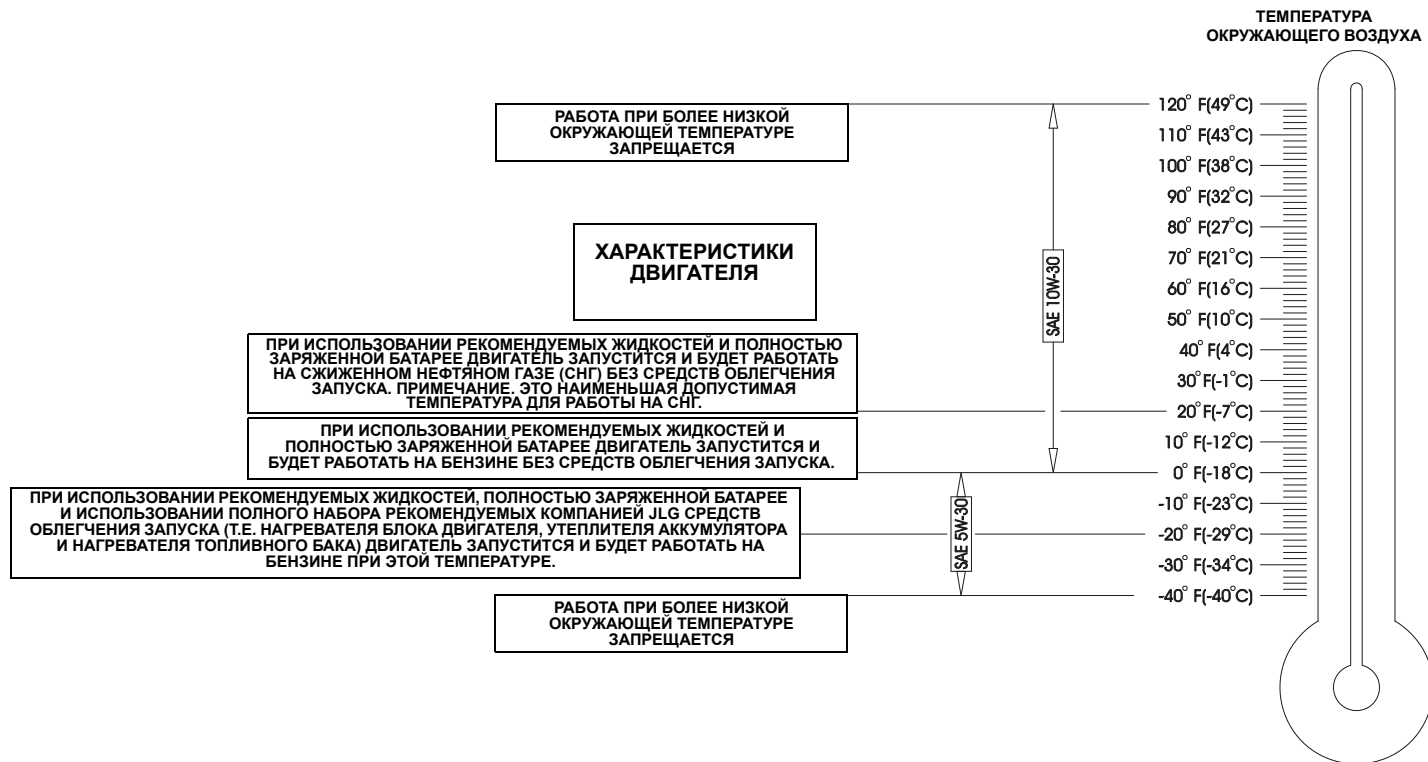 ТЕМПЕРАТУРА
ОКРУЖАЮЩЕГО ВОЗДУХА
120° F(49°C)
РАБОТА ПРИ БОЛЕЕ НИЗКОЙ
ОКРУЖАЮЩЕЙ ТЕМПЕРАТУРЕ
ЗАПРЕЩАЕТСЯ
110° F(43°C)
100° F(38°C)
90° F(32°C)
80° F(27°C)
ХАРАКТЕРИСТИКИ
ДВИГАТЕЛЯ
70° F(21°C)
60° F(16°C)
SAE 10W-30
50° F(10°C)
40° F(4°C)
30°F(-1°C)
ПРИ ИСПОЛЬЗОВАНИИ РЕКОМЕНДУЕМЫХ ЖИДКОСТЕЙ И ПОЛНОСТЬЮ
ЗАРЯЖЕННОЙ БАТАРЕЕ ДВИГАТЕЛЬ ЗАПУСТИТСЯ И БУДЕТ РАБОТАТЬ
НА СЖИЖЕННОМ НЕФТЯНОМ ГАЗЕ (СНГ) БЕЗ СРЕДСТВ ОБЛЕГЧЕНИЯ
ЗАПУСКА. ПРИМЕЧАНИЕ. ЭТО НАИМЕНЬШАЯ ДОПУСТИМАЯ
ТЕМПЕРАТУРА ДЛЯ РАБОТЫ НА СНГ.
20°F(-7°C)
ПРИ ИСПОЛЬЗОВАНИИ РЕКОМЕНДУЕМЫХ ЖИДКОСТЕЙ И
ПОЛНОСТЬЮ ЗАРЯЖЕННОЙ БАТАРЕЕ ДВИГАТЕЛЬ ЗАПУСТИТСЯ И
БУДЕТ РАБОТАТЬ НА БЕНЗИНЕ БЕЗ СРЕДСТВ ОБЛЕГЧЕНИЯ ЗАПУСКА.
10° F(-12°C)
0° F(-18°C)
ПРИ ИСПОЛЬЗОВАНИИ РЕКОМЕНДУЕМЫХ ЖИДКОСТЕЙ, ПОЛНОСТЬЮ ЗАРЯЖЕННОЙ БАТАРЕЕ
И ИСПОЛЬЗОВАНИИ ПОЛНОГО НАБОРА РЕКОМЕНДУЕМЫХ КОМПАНИЕЙ JLG СРЕДСТВ
ОБЛЕГЧЕНИЯ ЗАПУСКА (Т.Е. НАГРЕВАТЕЛЯ БЛОКА ДВИГАТЕЛЯ, УТЕПЛИТЕЛЯ АККУМУЛЯТОРА
И НАГРЕВАТЕЛЯ ТОПЛИВНОГО БАКА) ДВИГАТЕЛЬ ЗАПУСТИТСЯ И БУДЕТ РАБОТАТЬ НА
БЕНЗИНЕ ПРИ ЭТОЙ ТЕМПЕРАТУРЕ.
SAE 5W-30
-10° F(-23°C)
-20° F(-29°C)
-30° F(-34°C)
-40° F(-40°C)
РАБОТА ПРИ БОЛЕЕ НИЗКОЙ
ОКРУЖАЮЩЕЙ ТЕМПЕРАТУРЕ
ЗАПРЕЩАЕТСЯ